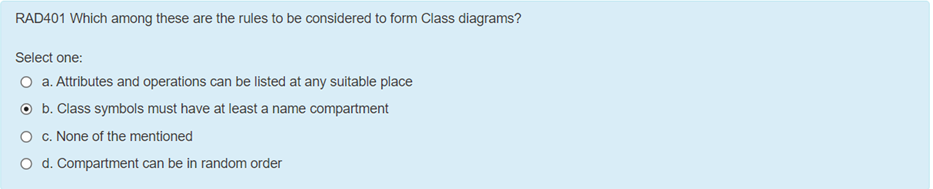 RAD401 Which among these are the rules to be considered to form Class diagrams?
Select one:
a. Attributes and operations can be listed at any suitable place
b. Class symbols must have at least a name compartment
c. None of the mentioned
d. Compartment can be in random order